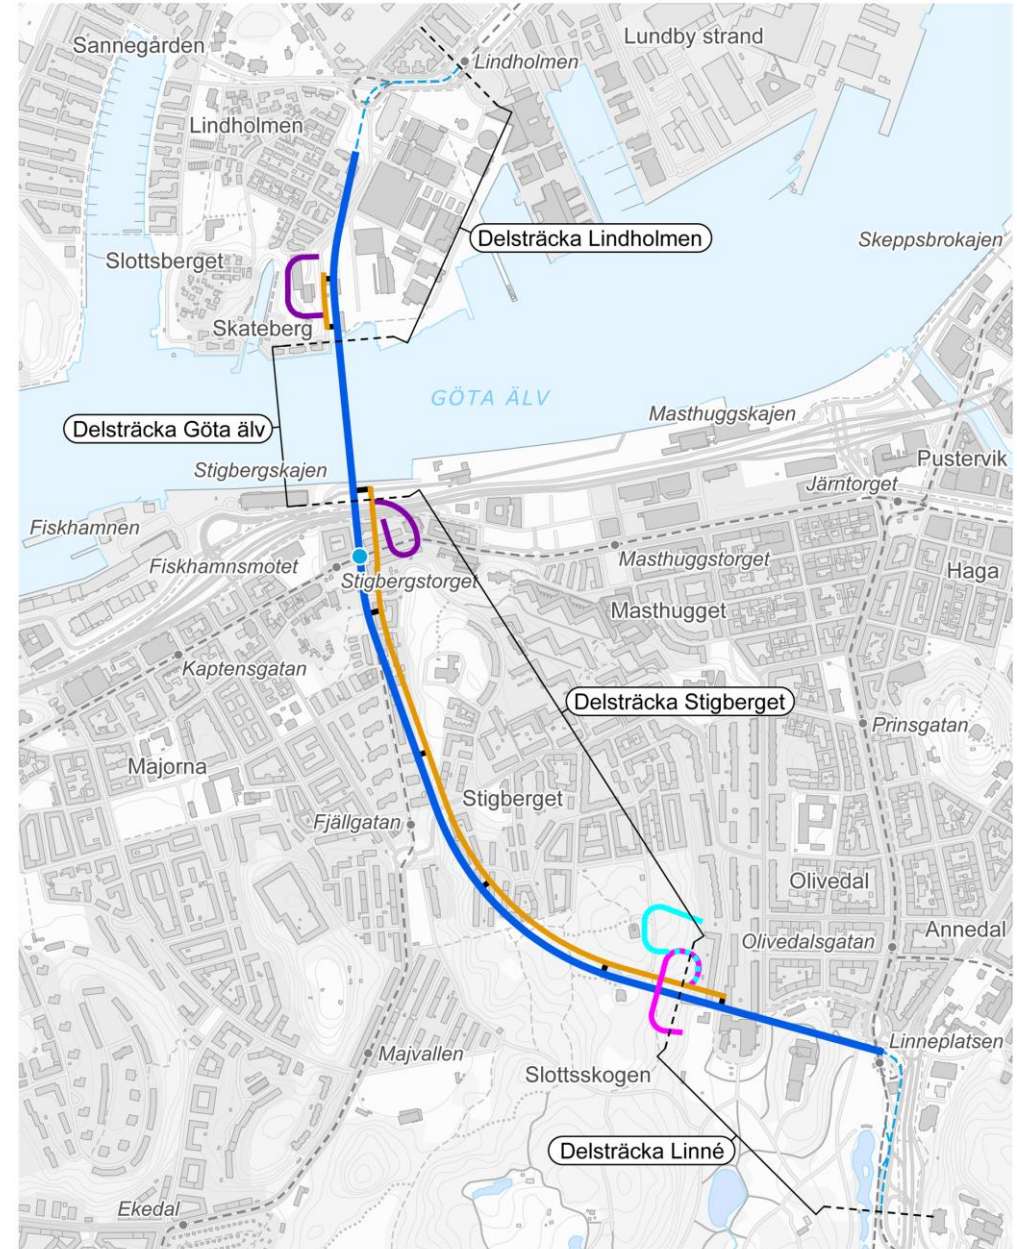 Lundby strand
Sannegården
Lindholmen
Lindholmen
Delsträcka Lindholmen
Skeppsbrokajen
Slottsberget
Skateberg
GÖTA ÄLV
Masthuggskajen
Delsträcka Göta älv
Pustervik
Stigbergskajen
Järntorget
Fiskhamnen
Masthuggstorget
Fiskhamnsmotet
Haga
Stigbergstorget
Masthugget
Kaptensgatan
Delsträcka Stigberget
Prinsgatan
Majorna
Stigberget
Fjällgatan
Olivedal
Annedal
Olivedalsgatan
Linneplatsen
Majvallen
Slottsskogen
Delsträcka Linné
Ekedal